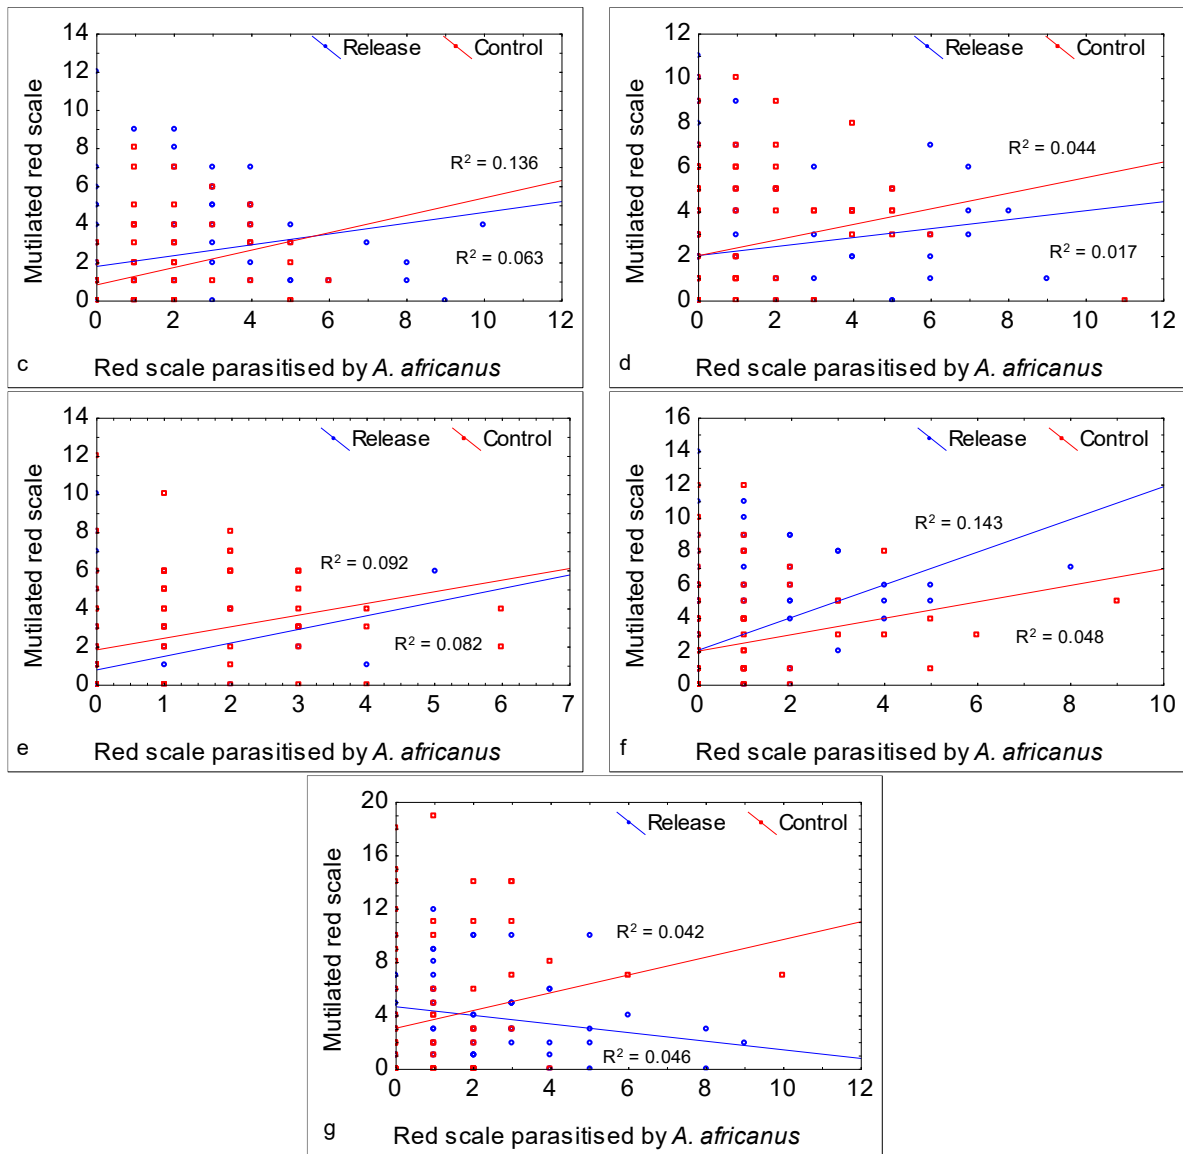 Release Control
Mutilated red scale
14
12
10
8
6
4
2
0
R² = 0.136
R² = 0.063
0 2 4 6 8 10 12
c Red scale parasitised by A. africanus
Release Control
Mutilated red scale
12
10
8
6
4
2
0
R² = 0.044
R² = 0.017
0 2 4 6 8 10 12
d Red scale parasitised by A. africanus
Release Control
Mutilated red scale
14
12
10
8
6
4
2
0
R² = 0.092
R² = 0.082
0 1 2 3 4 5 6 7
e Red scale parasitised by A. africanus
Release Control
Mutilated red scale
16
14
12
10
8
6
4
2
0
R² = 0.143
R² = 0.048
0 2 4 6 8 10
f Red scale parasitised by A. africanus
Release Control
Mutilated red scale
20
16
12
8
4
0
R² = 0.042
R² = 0.046
0 2 4 6 8 10 12
g Red scale parasitised by A. africanus